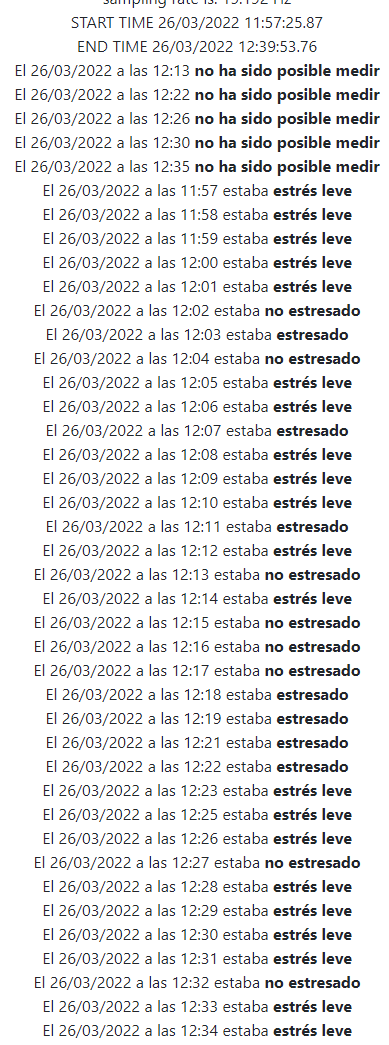 sampling rate is: 19.192 Hz
START TIME 26/03/2022 11:57:25.87
END TIME 26/03/2022 12:39:53.76
El 26/03/2022 a las 12:13 no ha sido posible medir
El 26/03/2022 a las 12:22 no ha sido posible medir
El 26/03/2022 a las 12:26 no ha sido posible medir
El 26/03/2022 a las 12:30 no ha sido posible medir
El 26/03/2022 a las 12:35 no ha sido posible medir
El 26/03/2022 a las 11:57 estaba estrés leve
El 26/03/2022 a las 11:58 estaba estrés leve
El 26/03/2022 a las 11:59 estaba estrés leve
El 26/03/2022 a las 12:00 estaba estrés leve
El 26/03/2022 a las 12:01 estaba estrés leve
El 26/03/2022 a las 12:02 estaba no estresado
El 26/03/2022 a las 12:03 estaba estresado
El 26/03/2022 a las 12:04 estaba no estresado
El 26/03/2022 a las 12:05 estaba estrés leve
El 26/03/2022 a las 12:06 estaba estrés leve
El 26/03/2022 a las 12:07 estaba estresado
El 26/03/2022 a las 12:08 estaba estrés leve
El 26/03/2022 a las 12:09 estaba estrés leve
El 26/03/2022 a las 12:10 estaba estrés leve
El 26/03/2022 a las 12:11 estaba estresado
El 26/03/2022 a las 12:12 estaba estrés leve
El 26/03/2022 a las 12:13 estaba no estresado
El 26/03/2022 a las 12:14 estaba estrés leve
El 26/03/2022 a las 12:15 estaba no estresado
El 26/03/2022 a las 12:16 estaba no estresado
El 26/03/2022 a las 12:17 estaba no estresado
El 26/03/2022 a las 12:18 estaba estresado
El 26/03/2022 a las 12:19 estaba estresado
El 26/03/2022 a las 12:21 estaba estresado
El 26/03/2022 a las 12:22 estaba estresado
El 26/03/2022 a las 12:23 estaba estrés leve
El 26/03/2022 a las 12:25 estaba estrés leve
El 26/03/2022 a las 12:26 estaba estrés leve
El 26/03/2022 a las 12:27 estaba no estresado
El 26/03/2022 a las 12:28 estaba estrés leve
El 26/03/2022 a las 12:29 estaba estrés leve
El 26/03/2022 a las 12:30 estaba estrés leve
El 26/03/2022 a las 12:31 estaba estrés leve
El 26/03/2022 a las 12:32 estaba no estresado
El 26/03/2022 a las 12:33 estaba estrés leve
El 26/03/2022 a las 12:34 estaba estrés leve